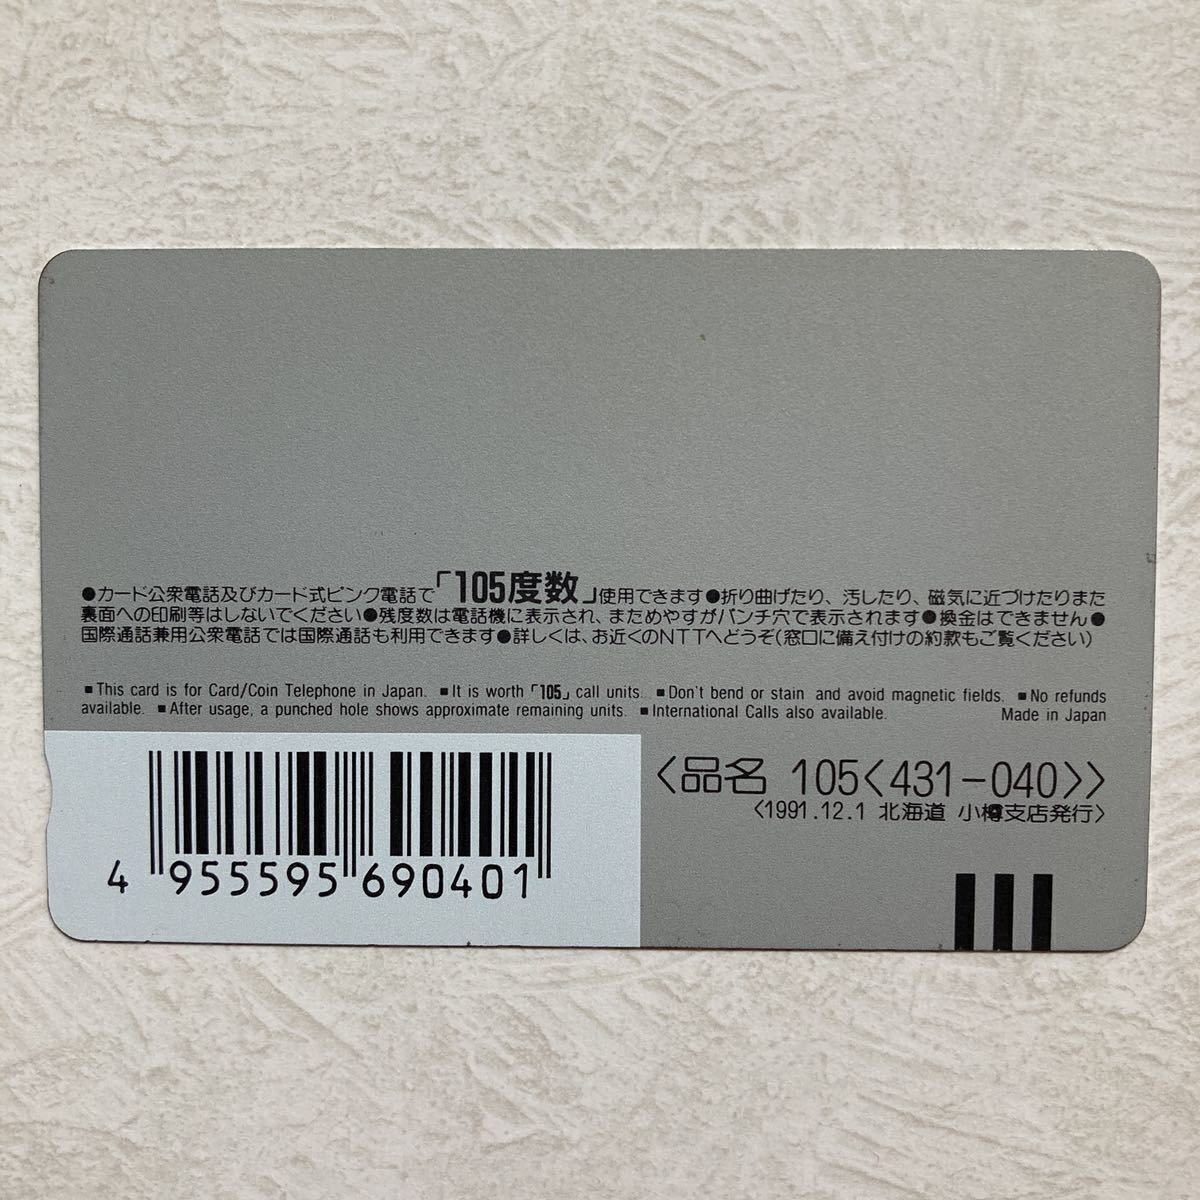 ●カード公衆電話及びカード式ピンク電話で「105度数」使用できます●折り曲げたり、汚したり、磁気に近づけたりまた
裏面への印刷等はしないでください●残度数は電話機に表示され、まためやすがパンチ穴で表示されます●換金はできません●
国際通話兼用公衆電話では国際通話も利用できます●詳しくは、お近くのNTTへどうぞ(窓口に備え付けの約款もご覧ください)
■This card is for Card/Coin Telephone in Japan. ■It is worth「105」call units. ■Don't bend or stain and avoid magnetic fields. ■No refunds
available. ■After usage, a punched hole shows approximate remaining units. ■International Calls also available. Made in Japan
〈品名 105〈431-040〉〉
〈1991.12.1 北海道 小樽支店発行〉
4 955595 690401